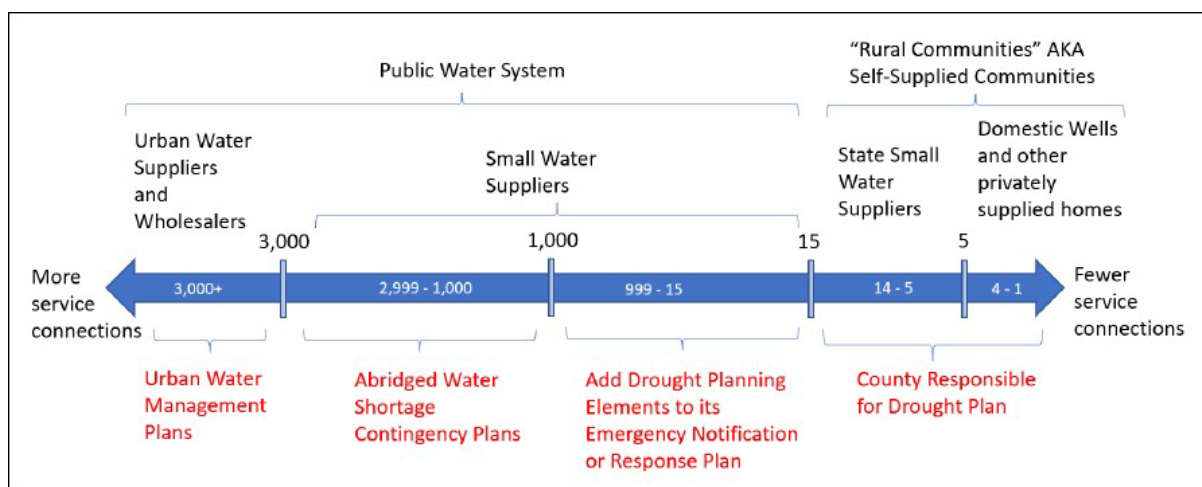 Public Water System
“Rural Communities” AKA
Self-Supplied Communities
Urban Water
Suppliers
and
Wholesalers
Small Water
Suppliers
State Small
Water
Suppliers
Domestic Wells
and other
privately
supplied homes
3,000
1,000
15
5
More
service
connections
3,000+
2,999 - 1,000
999 - 15
14 - 5
4 - 1
Fewer
service
connections
Urban Water
Management
Plans
Abridged Water
Shortage
Contingency Plans
Add Drought Planning
Elements to its
Emergency Notification
or Response Plan
County Responsible
for Drought Plan